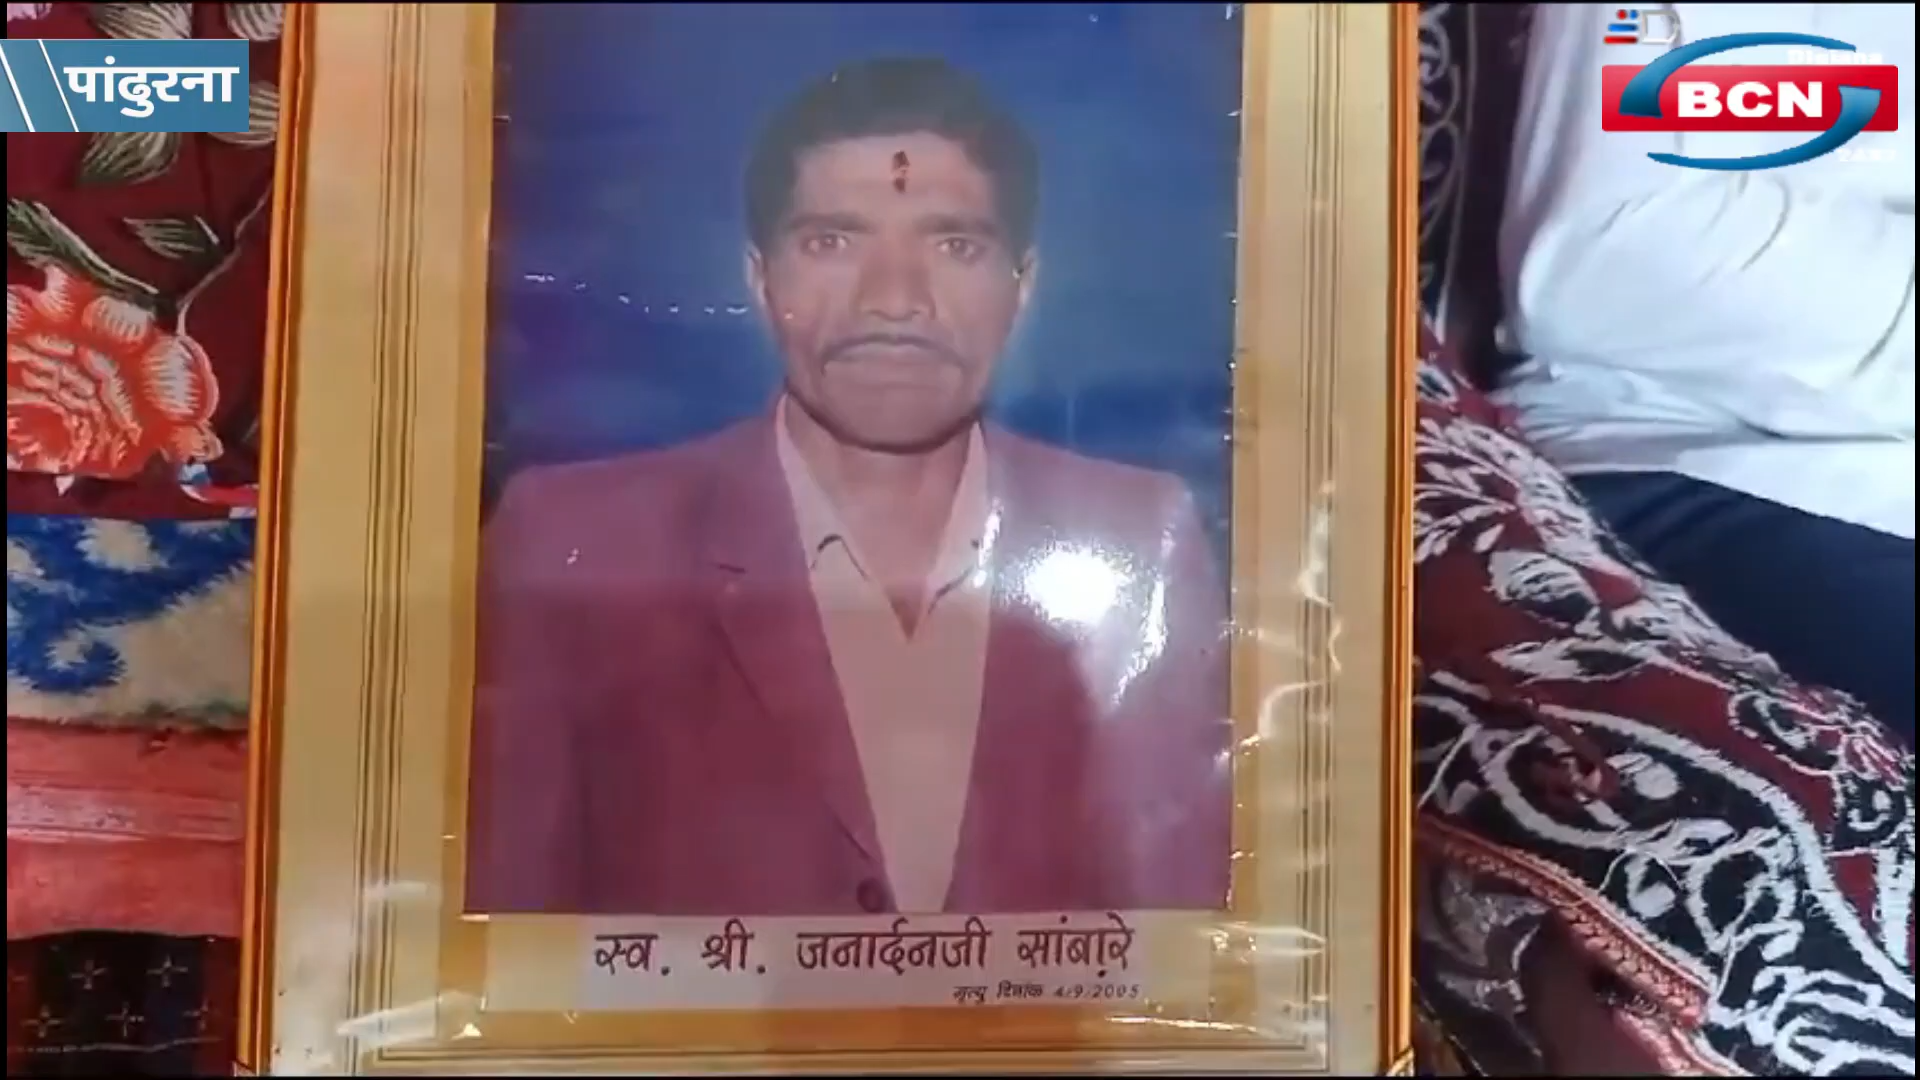 पांढुरना
BCN
स्व. श्री. जनार्दनजी सांबारे
मृत्यु दिनांक 4/9/2005